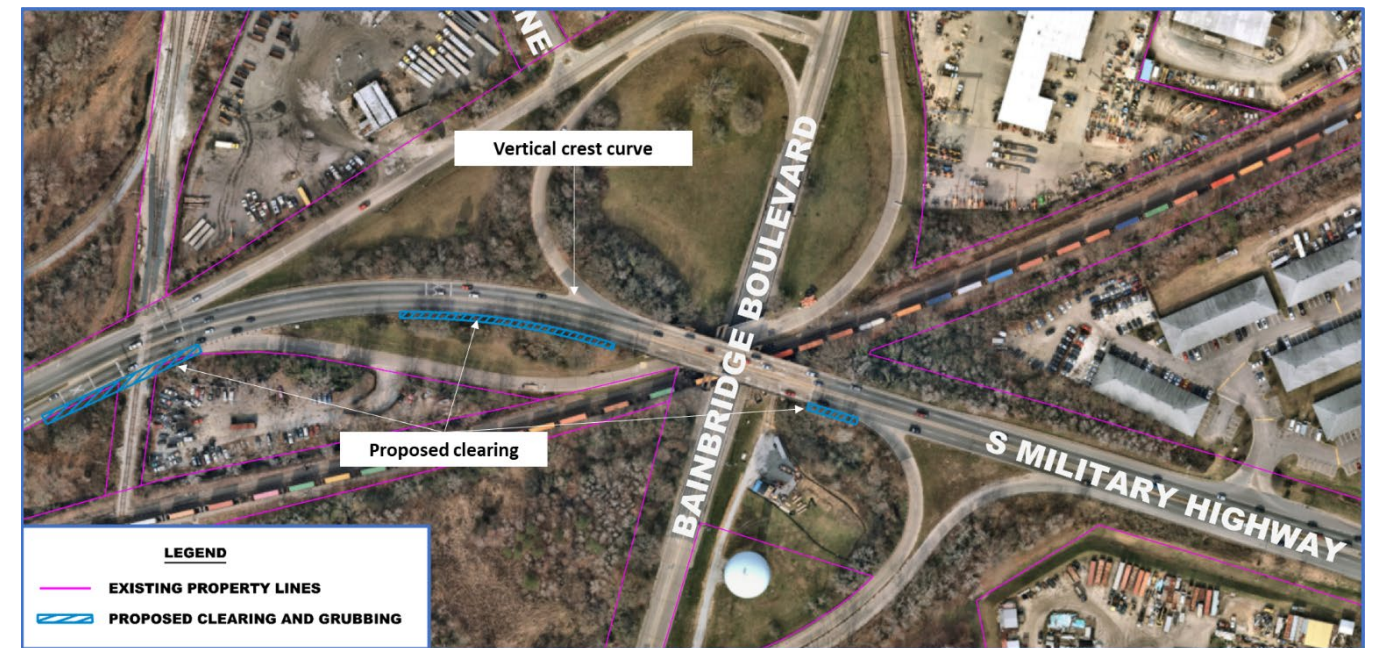 NE
Vertical crest curve
BAINBRIDGE BOULEVARD
Proposed clearing
S MILITARY HIGHWAY
LEGEND
EXISTING PROPERTY LINES
PROPOSED CLEARING AND GRUBBING